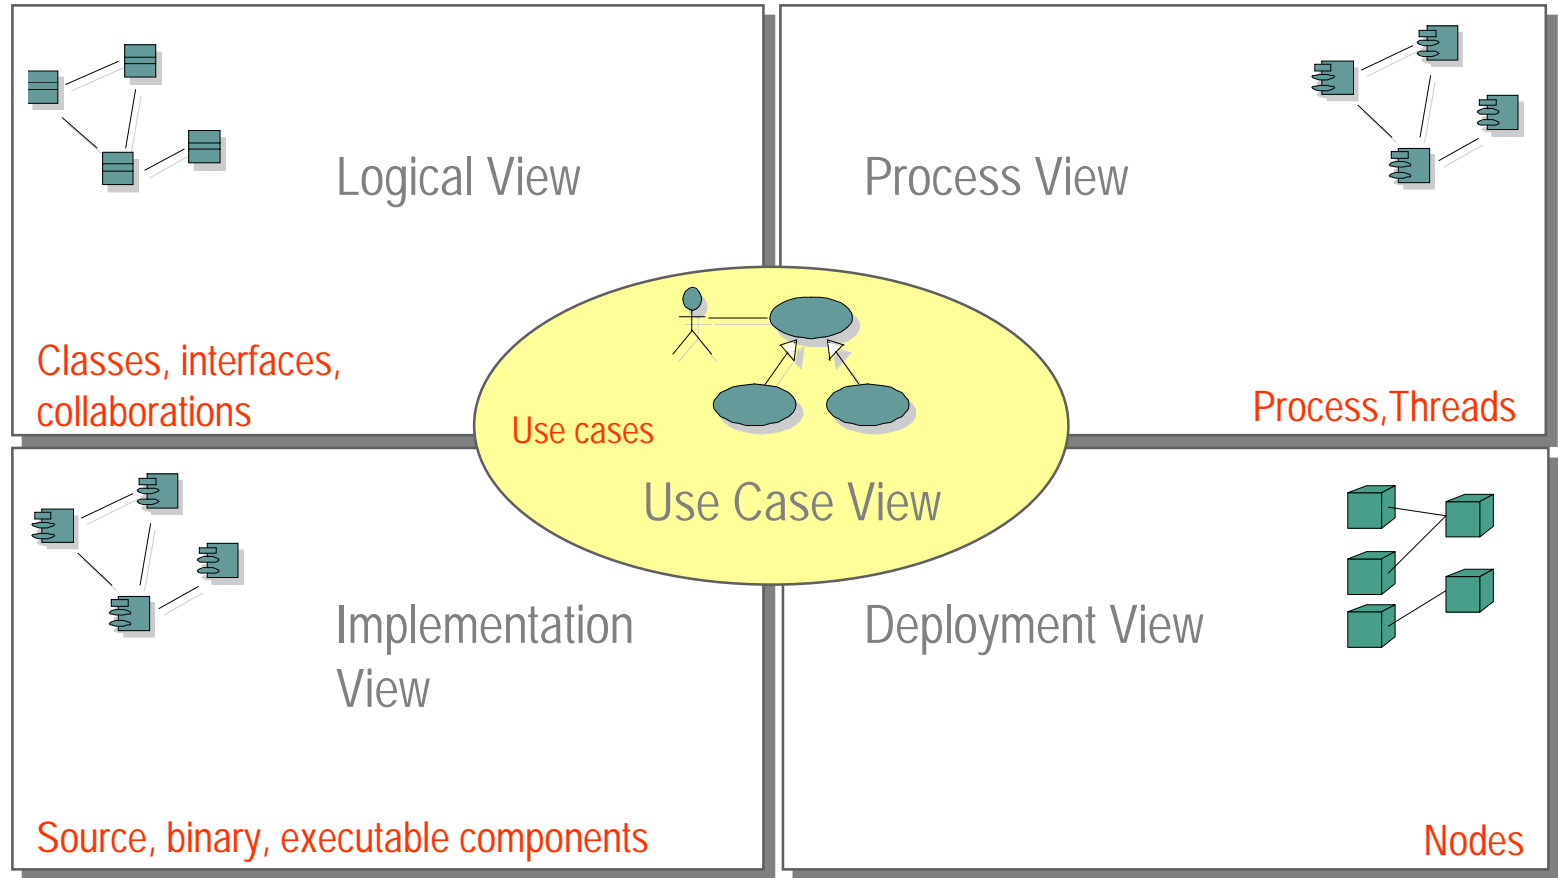 Logical View
Classes, interfaces,
collaborations
Process View
Process,Threads
Use cases
Use Case View
Implementation
View
Source, binary, executable components
Deployment View
Nodes